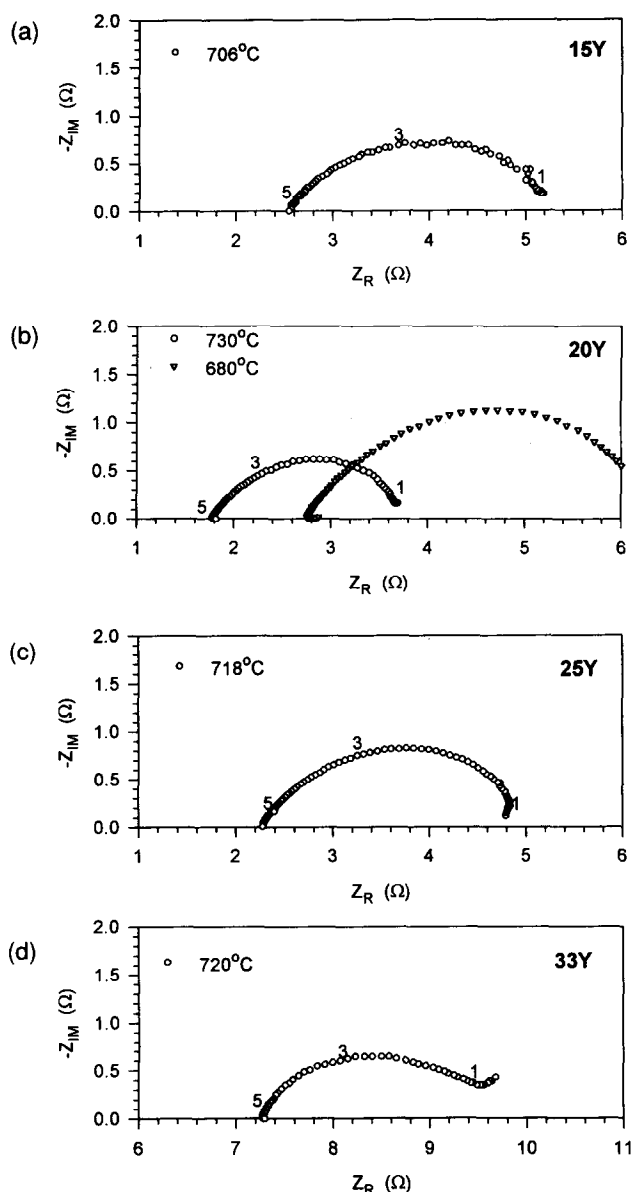 (a)
2.0
1.5
1.0
0.5
0.0
-Z_IM (Ω)
706°C
15Y
5
3
1
1 2 3 4 5 6
Z_R (Ω)
(b)
2.0
1.5
1.0
0.5
0.0
-Z_IM (Ω)
730°C
680°C
20Y
5
3
1
1 2 3 4 5 6
Z_R (Ω)
(c)
2.0
1.5
1.0
0.5
0.0
-Z_IM (Ω)
718°C
25Y
5
3
1
1 2 3 4 5 6
Z_R (Ω)
(d)
2.0
1.5
1.0
0.5
0.0
-Z_IM (Ω)
720°C
33Y
5
3
1
6 7 8 9 10 11
Z_R (Ω)